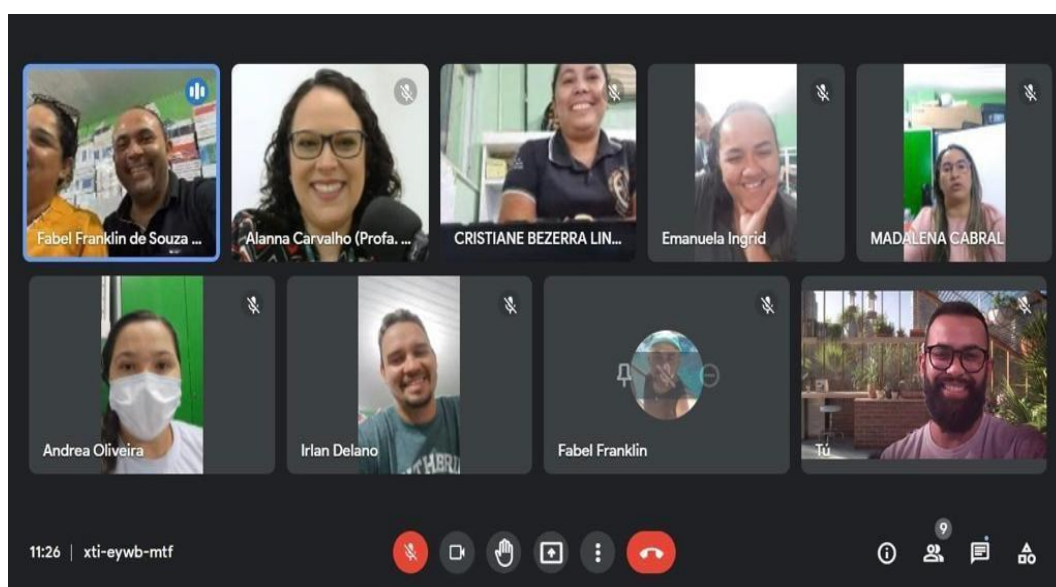 Fabel Franklin de Souza ...
Alanna Carvalho (Profa. ...
CRISTIANE BEZERRA LIN...
Emanuela Ingrid
MADALENA CABRAL
Andrea Oliveira
Irlan Delano
Fabel Franklin
Tú
11:26 | xti-eywb-mtf
9